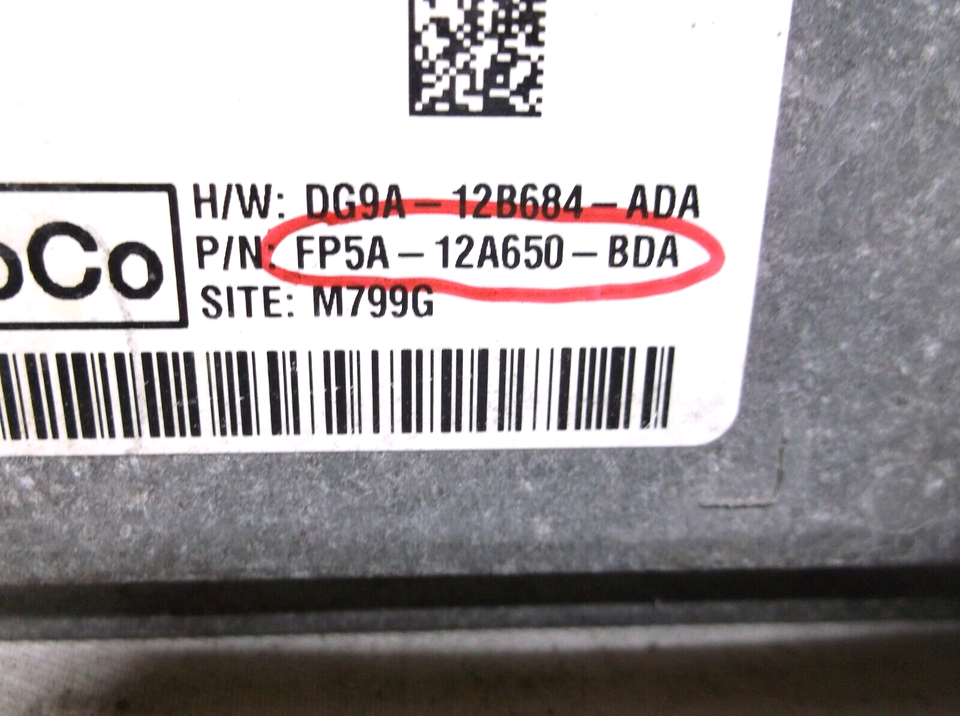 oCo
H/W: DG9A-12B684-ADA
P/N: FP5A-12A650-BDA
SITE: M799G